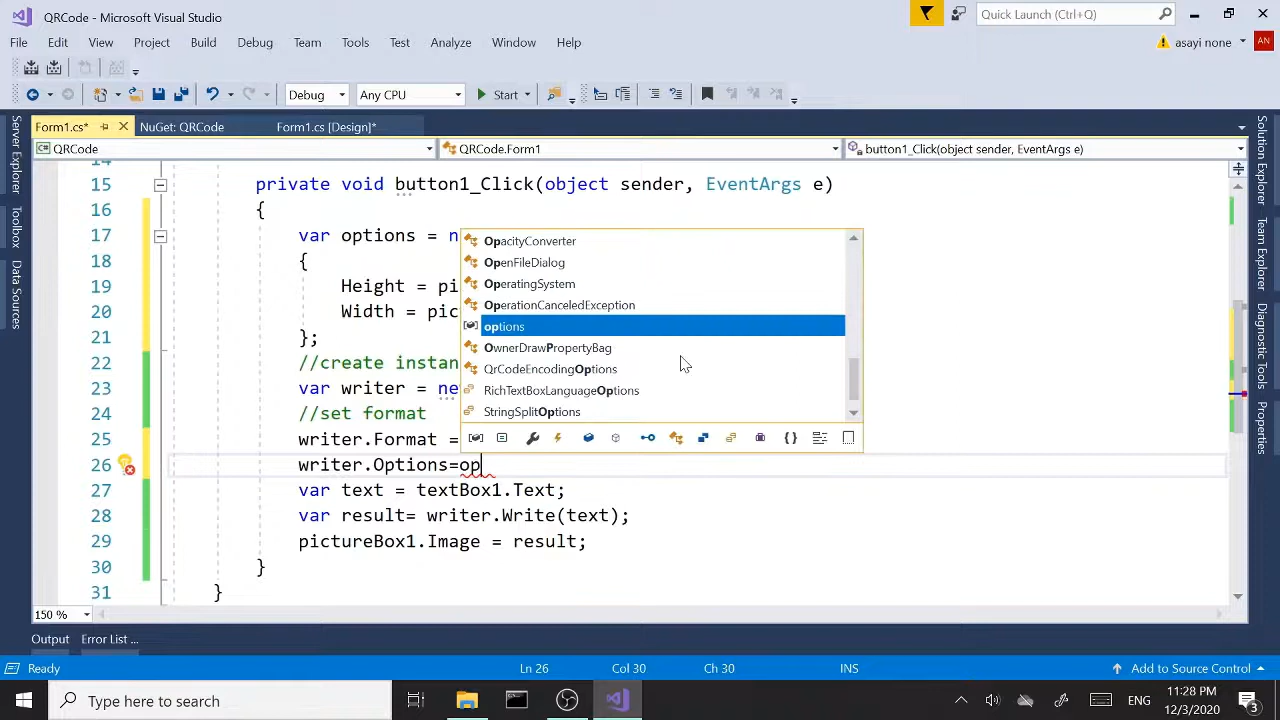 QRCode - Microsoft Visual Studio
Quick Launch (Ctrl+Q)
File Edit View Project Build Debug Team Tools Test Analyze Window Help
asayi none
AN
Debug
Any CPU
Start
Form1.cs*
NuGet: QRCode
Form1.cs [Design]*
QRCode
QRCode.Form1
button1_Click(object sender, EventArgs e)
Server Explorer
Toolbox
Data Sources
Solution Explorer
Team Explorer
Diagnostic Tools
Properties
14
15 private void button1_Click(object sender, EventArgs e)
16 {
17 var options = n
18 {
19 Height = pi
20 Width = pic
21 };
22 //create instan
23 var writer = new
24 //set format
25 writer.Format =
26 writer.Options=op
27 var text = textBox1.Text;
28 var result= writer.Write(text);
29 pictureBox1.Image = result;
30 }
31 }
OpacityConverter
OpenFileDialog
OperatingSystem
OperationCanceledException
options
OwnerDrawPropertyBag
QrCodeEncodingOptions
RichTextBoxLanguageOptions
StringSplitOptions
150 %
Output
Error List ...
Ready
Ln 26
Col 30
Ch 30
INS
Add to Source Control
Type here to search
ENG
11:28 PM
12/3/2020
3